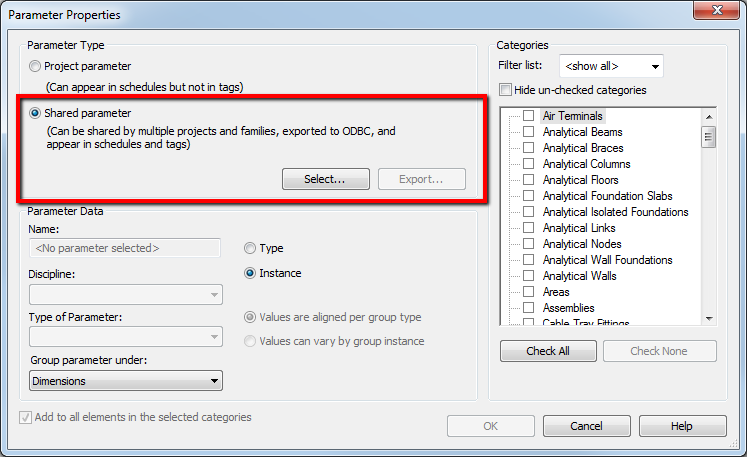 Parameter Properties
Parameter Type
Project parameter
(Can appear in schedules but not in tags)
Shared parameter
(Can be shared by multiple projects and families, exported to ODBC, and
appear in schedules and tags)
Select...
Export...
Parameter Data
Name:
<No parameter selected>
Type
Discipline:
Instance
Type of Parameter:
Values are aligned per group type
Values can vary by group instance
Group parameter under:
Dimensions
Add to all elements in the selected categories
Categories
Filter list:
<show all>
Hide un-checked categories
Air Terminals
Analytical Beams
Analytical Braces
Analytical Columns
Analytical Floors
Analytical Foundation Slabs
Analytical Isolated Foundations
Analytical Links
Analytical Nodes
Analytical Wall Foundations
Analytical Walls
Areas
Assemblies
Cable Tray Fittings
Check All
Check None
OK
Cancel
Help